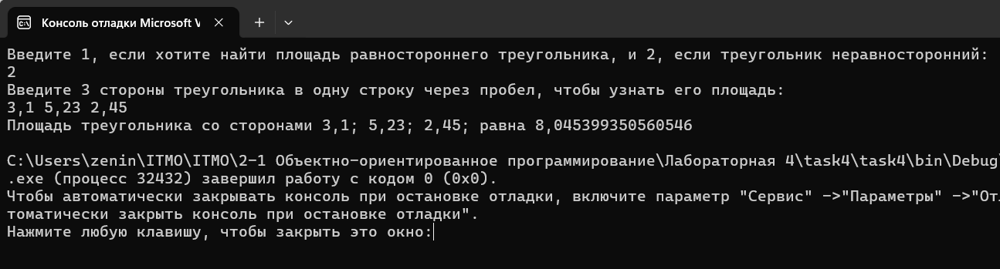 Консоль отладки Microsoft V
Введите 1, если хотите найти площадь равностороннего треугольника, и 2, если треугольник неравносторонний:
2
Введите 3 стороны треугольника в одну строку через пробел, чтобы узнать его площадь:
3,1 5,23 2,45
Площадь треугольника со сторонами 3,1; 5,23; 2,45; равна 8,045399350560546
C:\Users\zenin\ITMO\ITMO\2-1 Объектно-ориентированное программирование\Лабораторная 4\task4\task4\bin\Debug\
.exe (процесс 32432) завершил работу с кодом 0 (0x0).
Чтобы автоматически закрывать консоль при остановке отладки, включите параметр "Сервис" ->"Параметры" ->"Отл
томатически закрыть консоль при остановке отладки".
Нажмите любую клавишу, чтобы закрыть это окно: